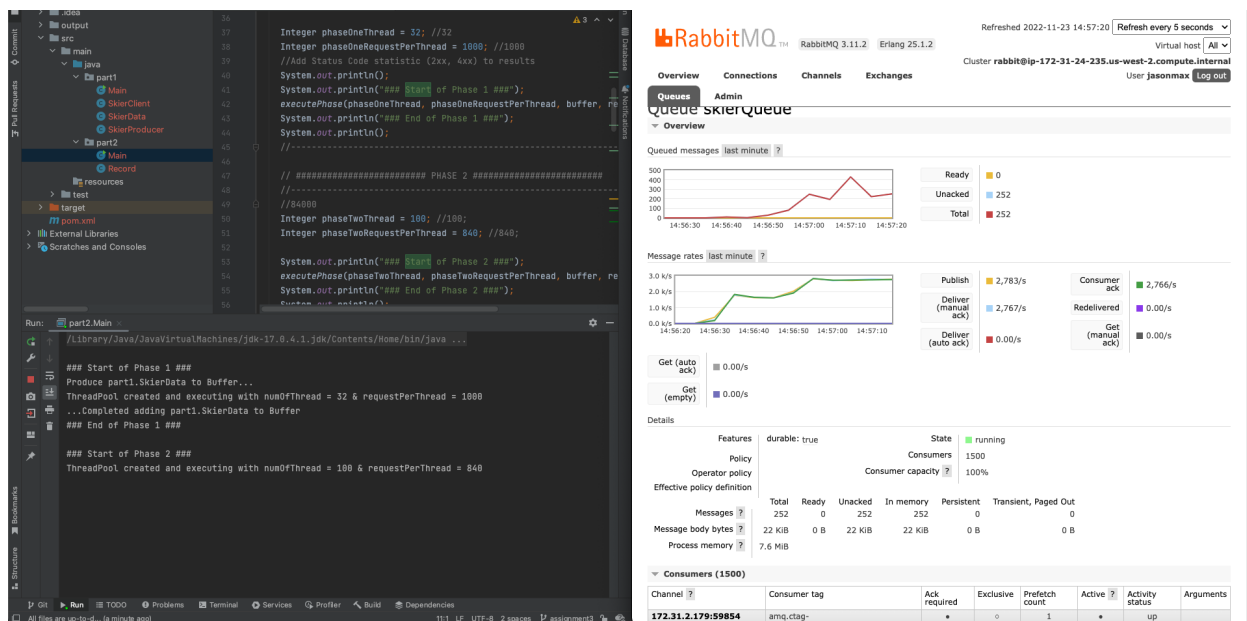 .idea
output
src
main
java
part1
Main
SkierClient
SkierData
SkierProducer
part2
Main
Record
resources
test
target
pom.xml
External Libraries
Scratches and Consoles
Commit
Pull Requests
Bookmarks
Structure
36
37 Integer phaseOneThread = 32; //32
38 Integer phaseOneRequestPerThread = 1000; //1000
39 //Add Status Code statistic (2xx, 4xx) to results
40 System.out.println();
41 System.out.println("### Start of Phase 1 ###");
42 executePhase(phaseOneThread, phaseOneRequestPerThread, buffer, re
43 System.out.println("### End of Phase 1 ###");
44 System.out.println();
45 //--------------------------------------------------------------
46
47 // ######################### PHASE 2 #########################
48 //--------------------------------------------------------------
49 //84000
50 Integer phaseTwoThread = 100; //100;
51 Integer phaseTwoRequestPerThread = 840; //840;
52
53 System.out.println("### Start of Phase 2 ###");
54 executePhase(phaseTwoThread, phaseTwoRequestPerThread, buffer, re
55 System.out.println("### End of Phase 2 ###");
56 System.out.println();
3
Database
Notifications
Run: part2.Main
/Library/Java/JavaVirtualMachines/jdk-17.0.4.1.jdk/Contents/Home/bin/java ...
### Start of Phase 1 ###
Produce part1.SkierData to Buffer...
ThreadPool created and executing with numOfThread = 32 & requestPerThread = 1000
...Completed adding part1.SkierData to Buffer
### End of Phase 1 ###
### Start of Phase 2 ###
ThreadPool created and executing with numOfThread = 100 & requestPerThread = 840
Git Run TODO Problems Terminal Services Profiler Build Dependencies
All files are up-to-d... (a minute ago) 11:1 LF UTF-8 2 spaces assignment3
Refreshed 2022-11-23 14:57:20 Refresh every 5 seconds
RabbitMQ TM RabbitMQ 3.11.2 Erlang 25.1.2
Virtual host All
Cluster rabbit@ip-172-31-24-235.us-west-2.compute.internal
User jasonmax Log out
Overview Connections Channels Exchanges
Queues Admin
Queue skierQueue
Overview
Queued messages last minute ?
500
400
300
200
100
0
14:56:30 14:56:40 14:56:50 14:57:00 14:57:10 14:57:20
Ready 0
Unacked 252
Total 252
Message rates last minute ?
3.0 k/s
2.0 k/s
1.0 k/s
0.0 k/s
14:56:20 14:56:30 14:56:40 14:56:50 14:57:00 14:57:10
Publish 2,783/s
Deliver (manual ack) 2,767/s
Deliver (auto ack) 0.00/s
Consumer ack 2,766/s
Redelivered 0.00/s
Get (manual ack) 0.00/s
Get (auto ack) 0.00/s
Get (empty) 0.00/s
Details
Features durable: true
Policy
Operator policy
Effective policy definition
State running
Consumers 1500
Consumer capacity ? 100%
Total Ready Unacked In memory Persistent Transient, Paged Out
Messages ? 252 0 252 252 0 0
Message body bytes ? 22 KiB 0 B 22 KiB 22 KiB 0 B 0 B
Process memory ? 7.6 MiB
Consumers (1500)
Channel ? Consumer tag Ack required Exclusive Prefetch count Active ? Activity status Arguments
172.31.2.179:59854 amq.ctag- 1 up